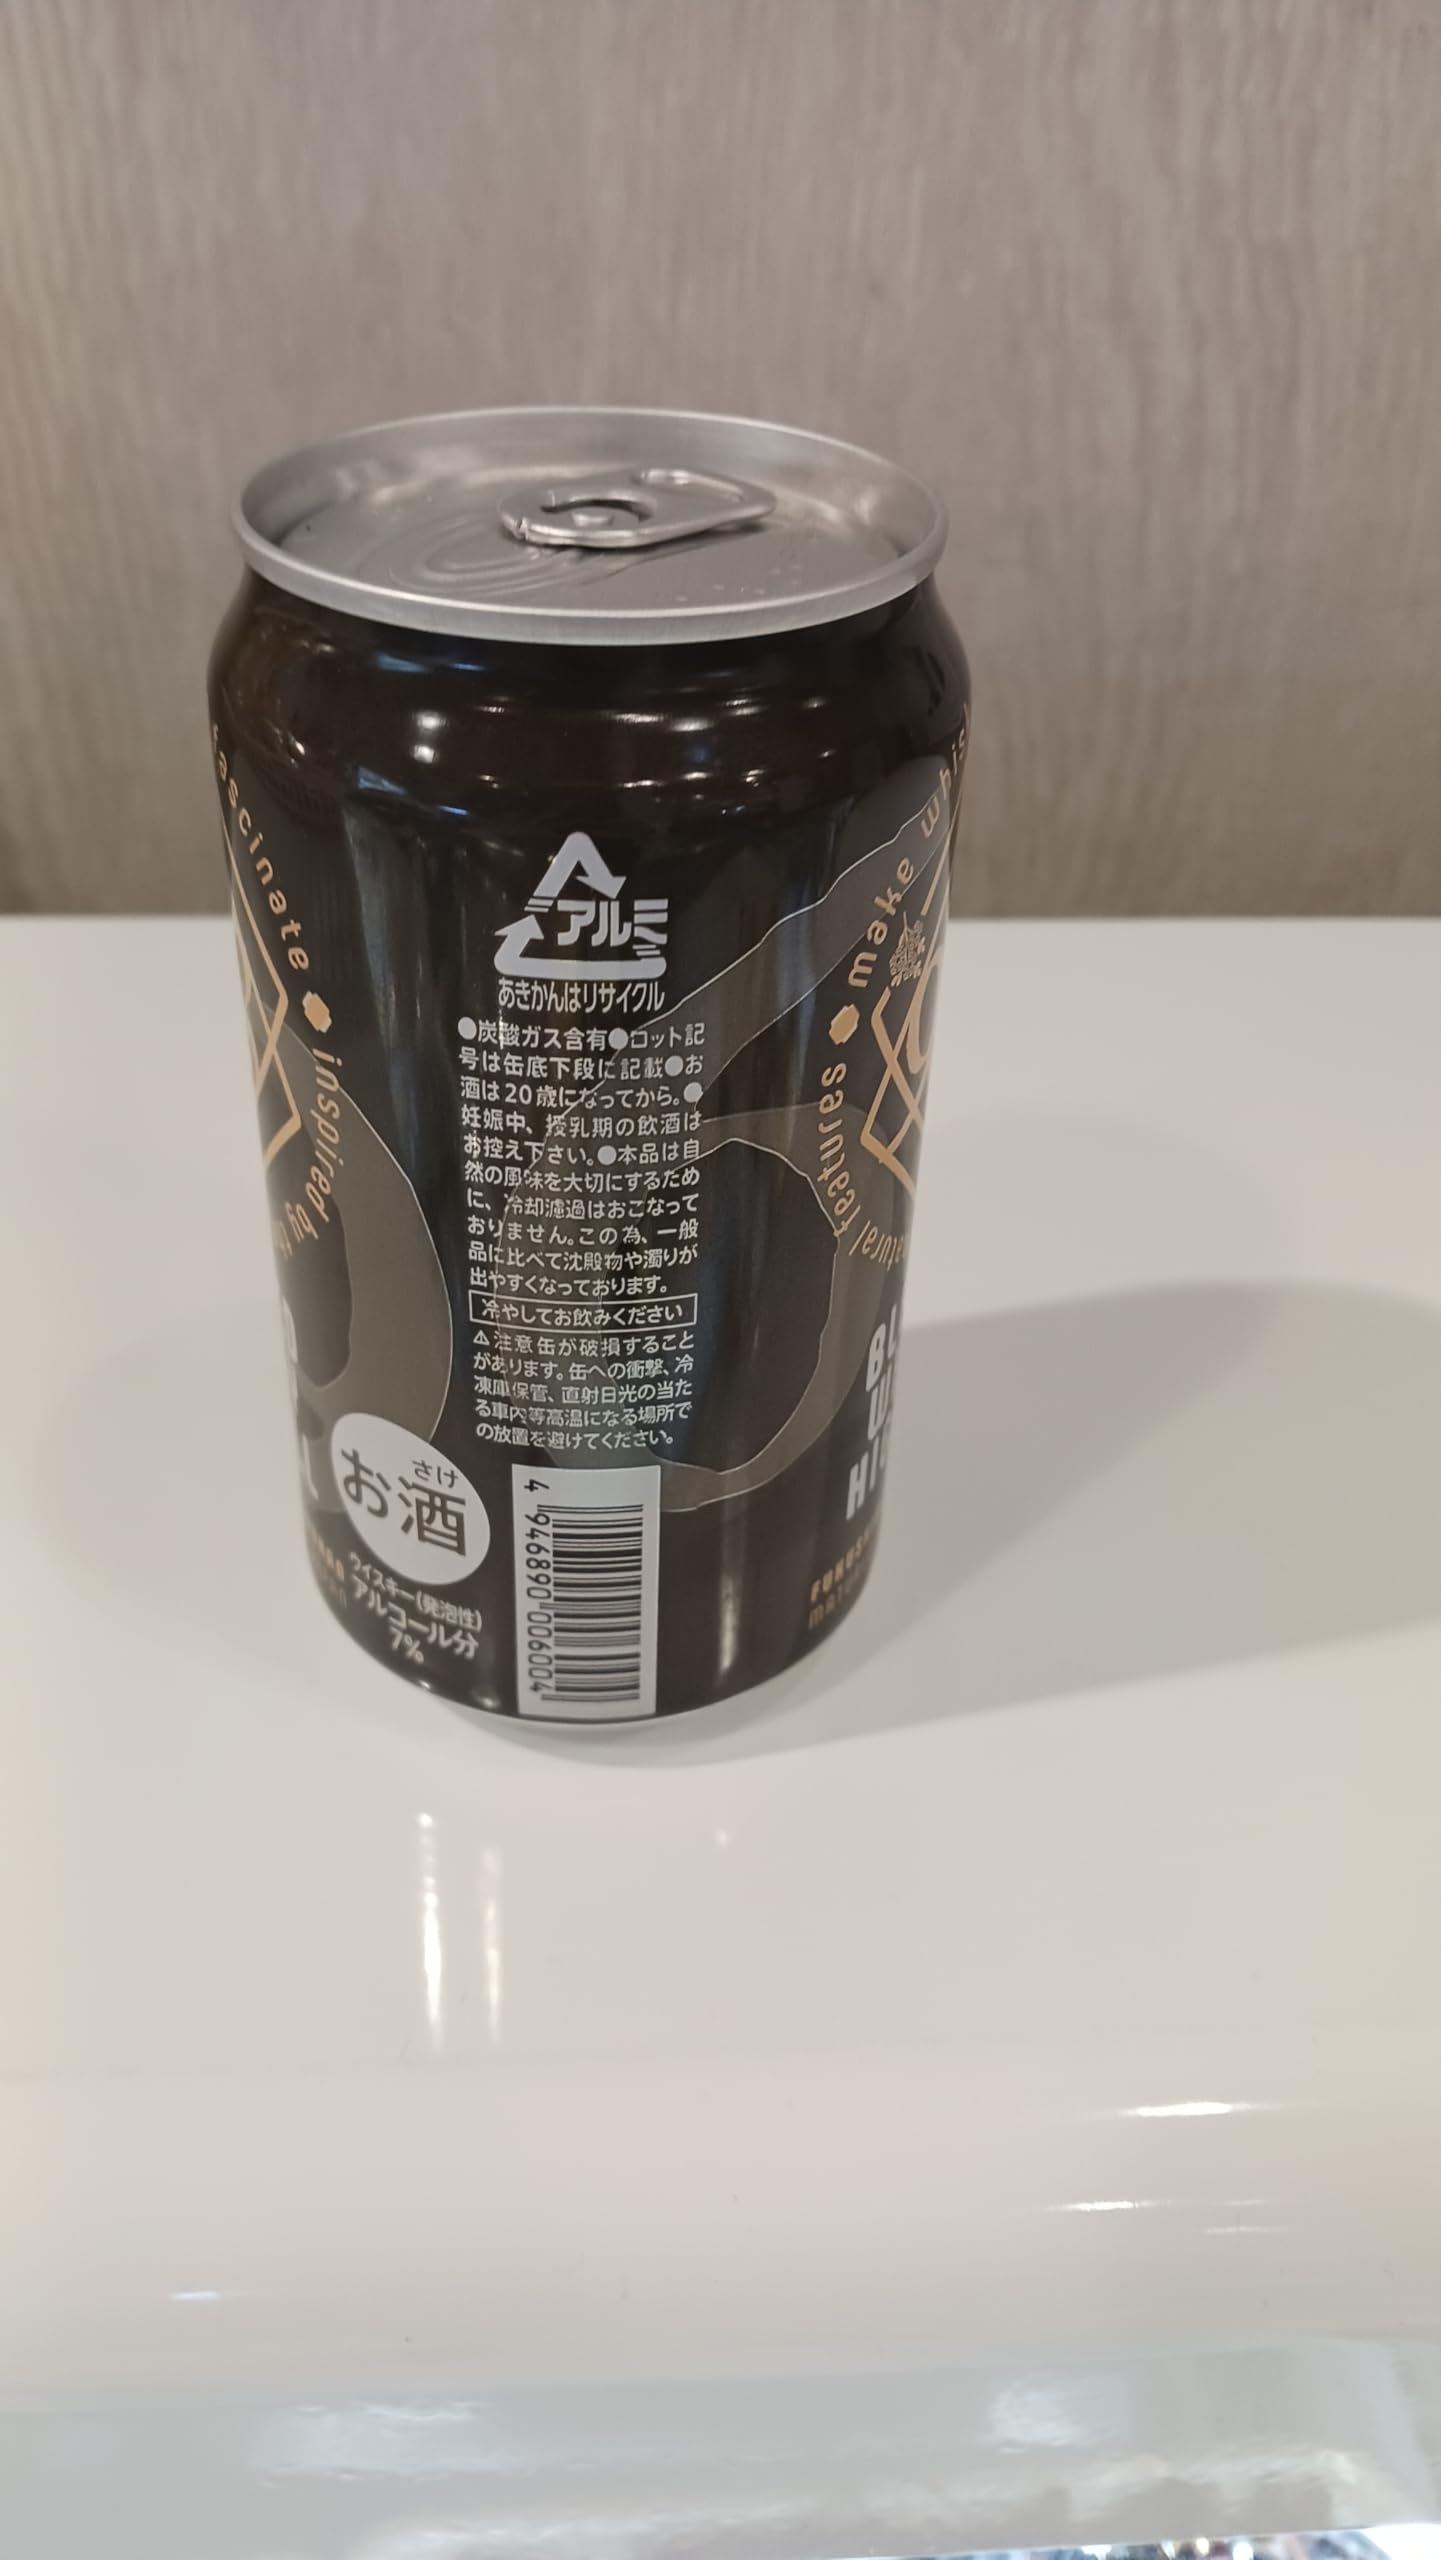 アルミ
あきかんはリサイクル
●炭酸ガス含有●ロット記
号は缶底下段に記載●お
酒は20歳になってから。●
妊娠中、授乳期の飲酒は
お控え下さい。●本品は自
然の風味を大切にするため
に、冷却濾過はおこなって
おりません。この為、一般
品に比べて沈殿物や濁りが
出やすくなっております。
冷やしてお飲みください
⚠注意缶が破損すること
があります。缶への衝撃、冷
凍庫保管、直射日光の当た
る車内等高温になる場所で
の放置を避けてください。
4 946890 006004
さけ
お酒
ウイスキー(発泡性)
アルコール分
7%
fascinate ● inspired by
make
features